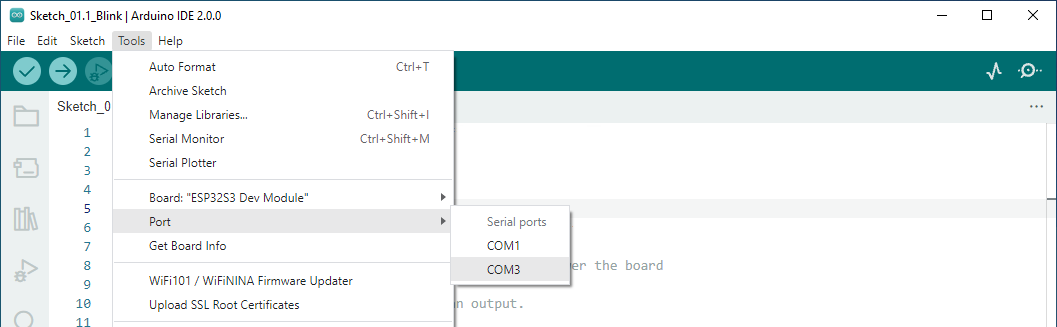 Sketch_01.1_Blink | Arduino IDE 2.0.0
File Edit Sketch Tools Help
Auto Format Ctrl+T
Archive Sketch
Sketch_0
Manage Libraries... Ctrl+Shift+I
1
Serial Monitor Ctrl+Shift+M
2
Serial Plotter
3
4
Board: "ESP32S3 Dev Module"
5
Port
Serial ports
6
Get Board Info
COM1
7
8
COM3
er the board
WiFi101 / WiFiNINA Firmware Updater
9
Upload SSL Root Certificates
10
n output.
11